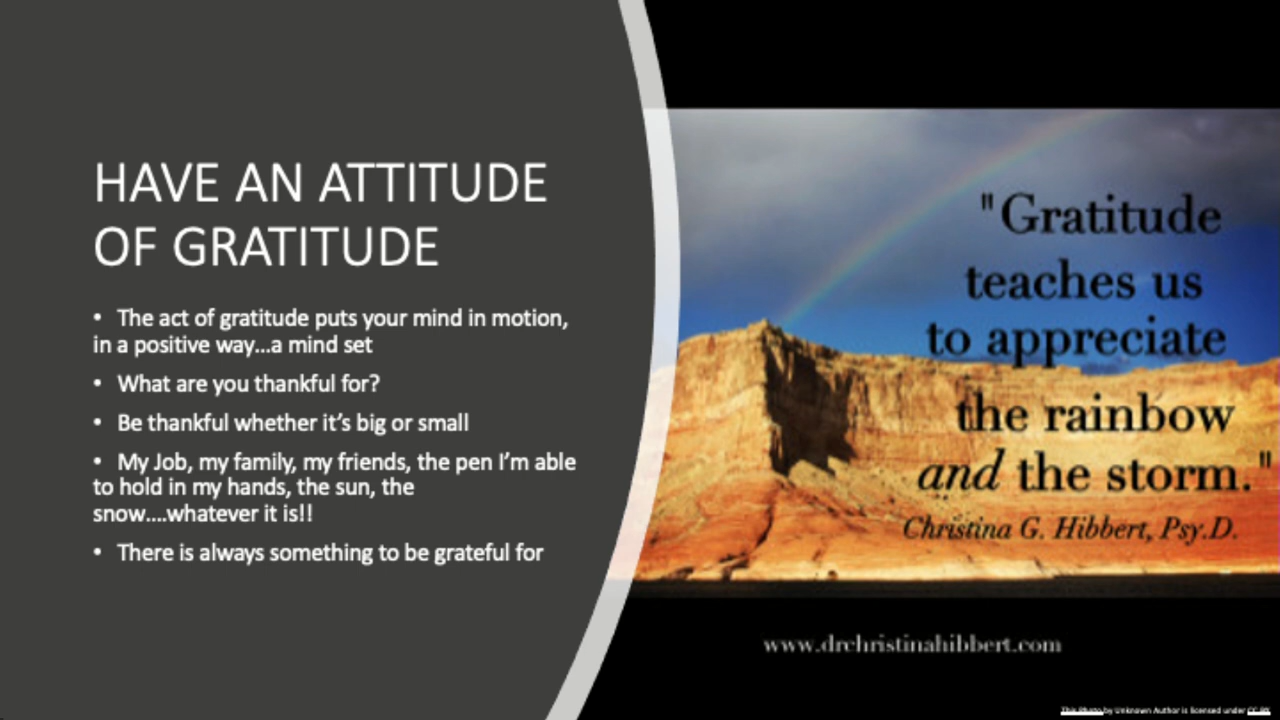 HAVE AN ATTITUDE
OF GRATITUDE
• The act of gratitude puts your mind in motion,
in a positive way...a mind set
• What are you thankful for?
• Be thankful whether it's big or small
• My Job, my family, my friends, the pen I'm able
to hold in my hands, the sun, the
snow....whatever it is!!
• There is always something to be grateful for
"Gratitude
teaches us
to appreciate
the rainbow
and the storm."
Christina G. Hibbert, Psy.D.
www.drchristinahibbert.com
This Photo by Unknown Author is licensed under CC BY